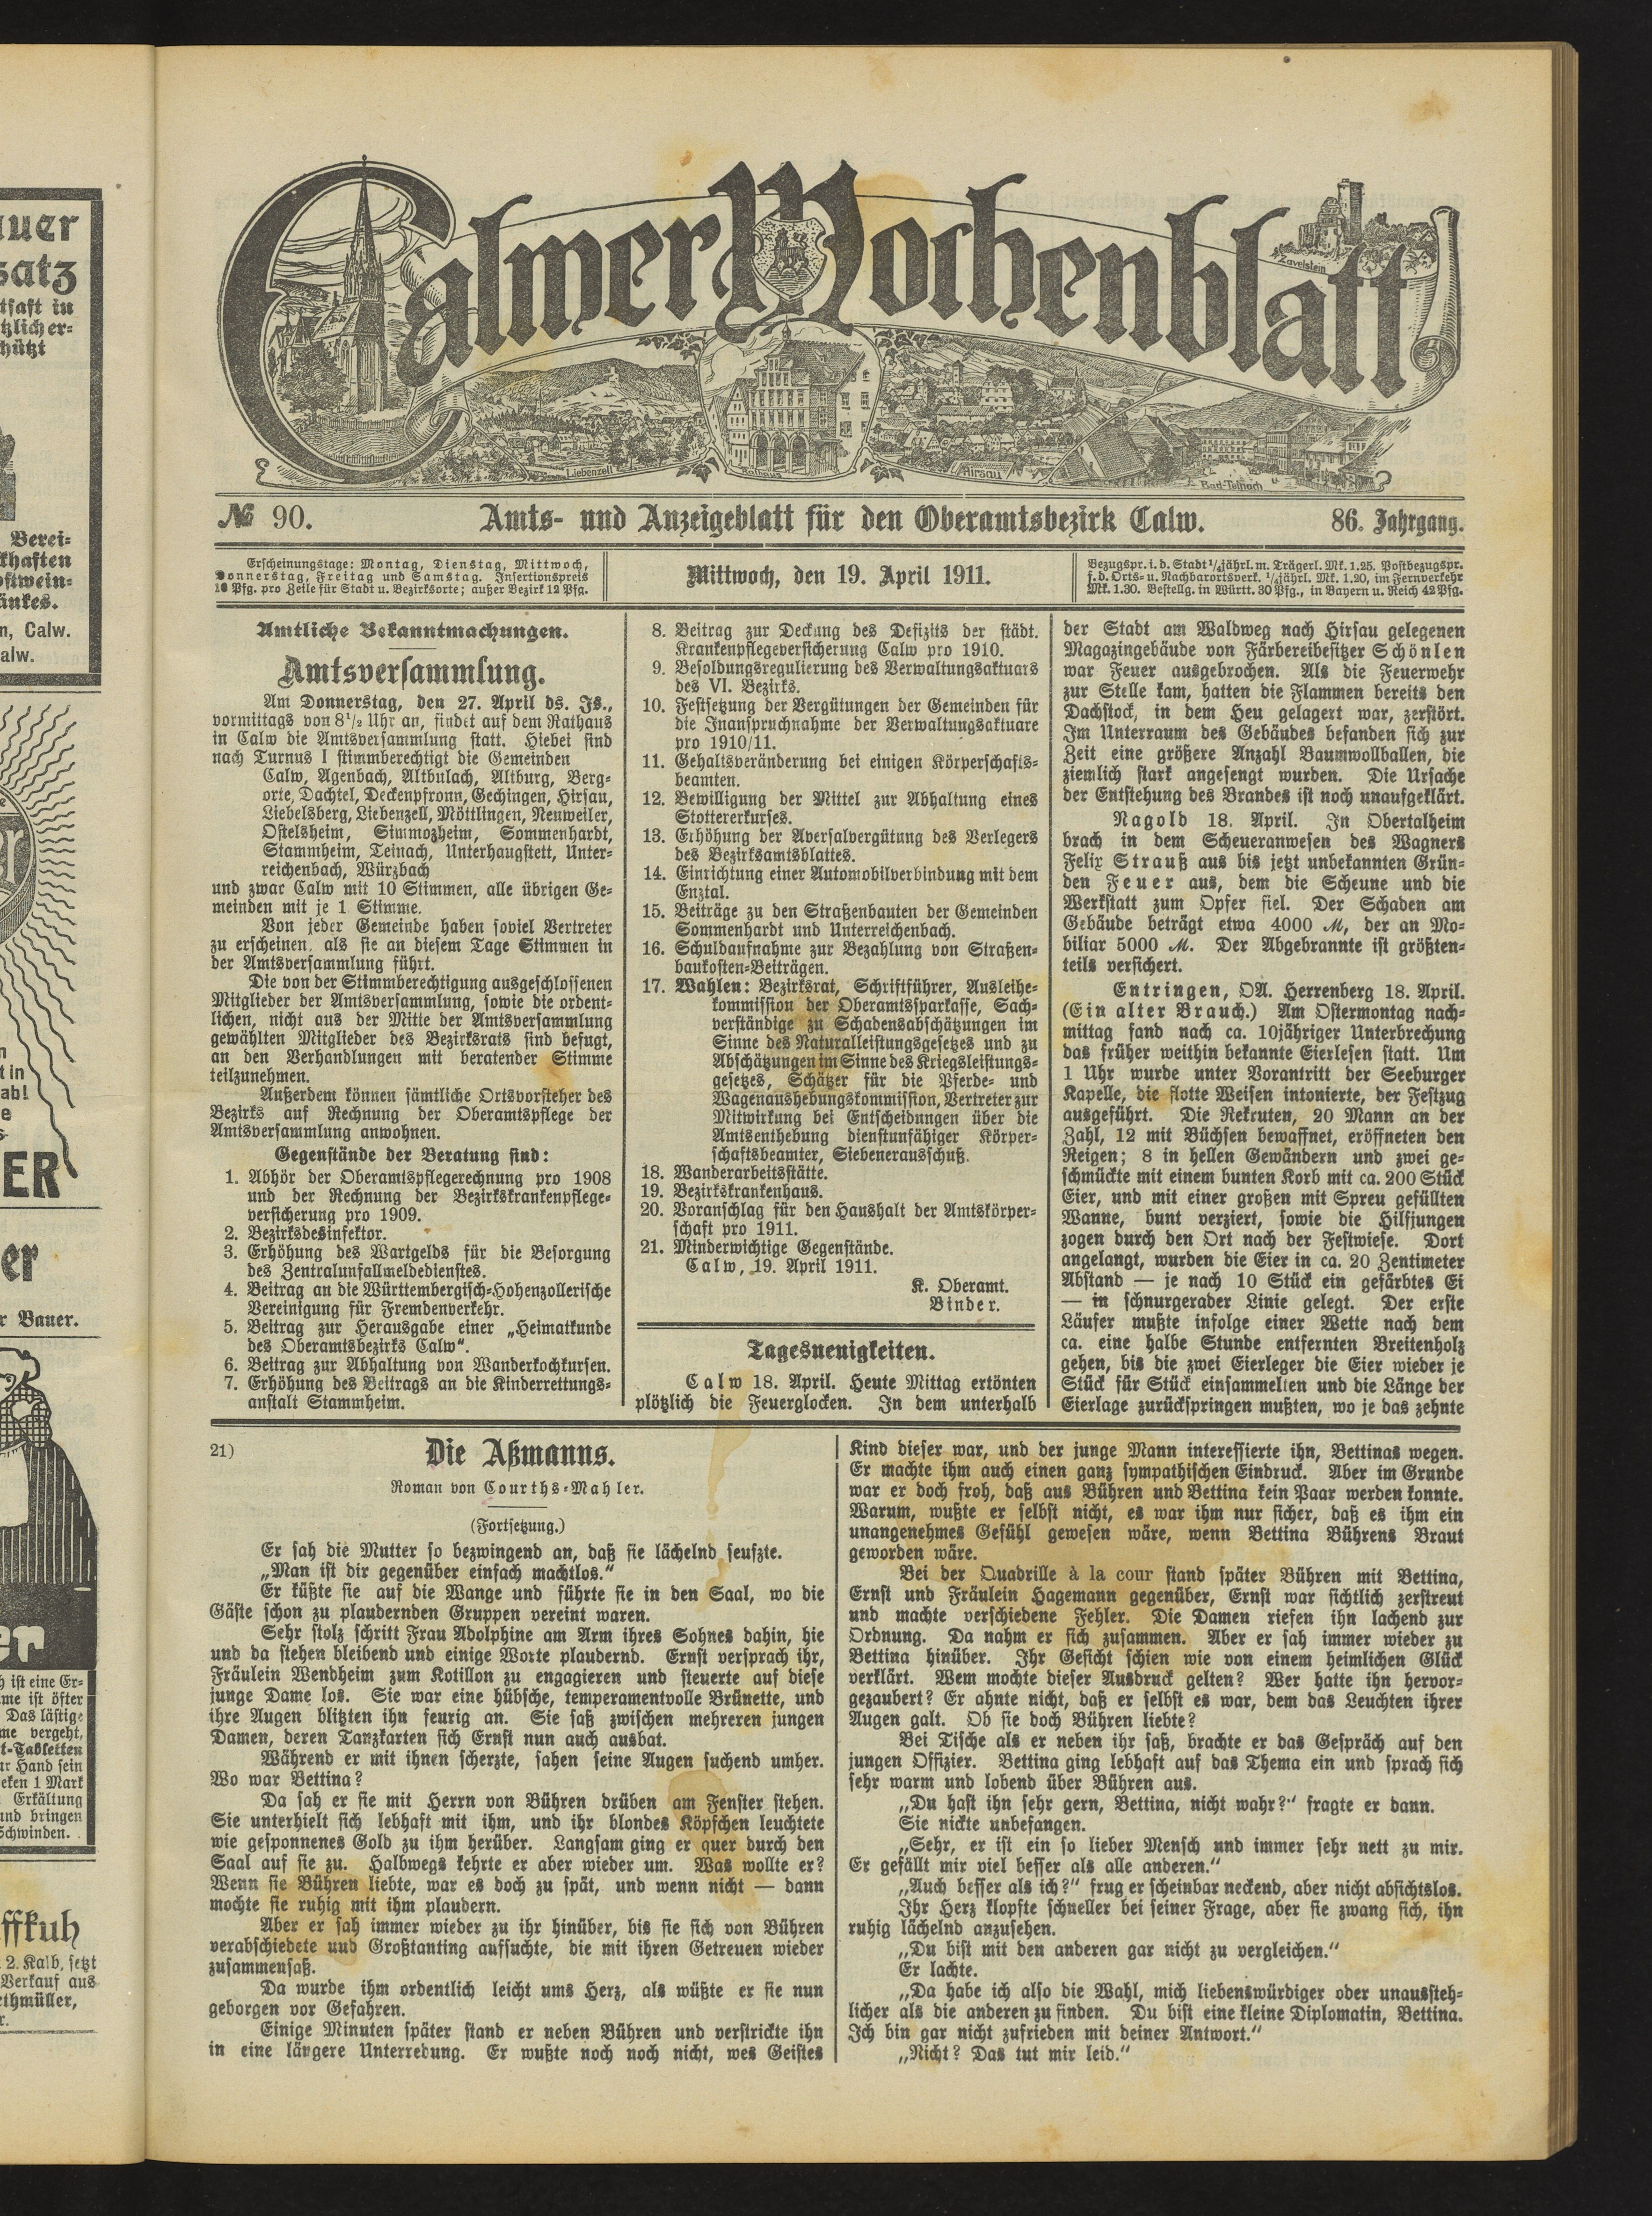 Calwer Wochenblatt
Zavelstein
Liebenzell
Rathaus
Hirsau
Bad-Teinach
№ 90.
Amts- und Anzeigeblatt für den Oberamtsbezirk Calw.
86. Jahrgang.
Erscheinungstage: Montag, Dienstag, Mittwoch,
Donnerstag, Freitag und Samstag. Insertionspreis
10 Pfg. pro Zeile für Stadt u. Bezirksorte; außer Bezirk 12 Pfg.
Mittwoch, den 19. April 1911.
Bezugspr. i. d. Stadt ¼jährl. m. Trägerl. Mk. 1.25. Postbezugspr.
f. d. Orts- u. Nachbarortsverk. ¼jährl. Mk. 1.20, im Fernverkehr
Mk. 1.30. Bestellg. in Württ. 30 Pfg., in Bayern u. Reich 42 Pfg.
Amtliche Bekanntmachungen.
Amtsversammlung.
Am Donnerstag, den 27. April ds. Js.,
vormittags von 8½ Uhr an, findet auf dem Rathaus
in Calw die Amtsversammlung statt. Hiebei sind
nach Turnus I stimmberechtigt die Gemeinden
Calw, Agenbach, Altbulach, Altburg, Berg-
orte, Dachtel, Deckenpfronn, Gechingen, Hirsau,
Liebelsberg, Liebenzell, Möttlingen, Neuweiler,
Ostelsheim, Simmozheim, Sommenhardt,
Stammheim, Teinach, Unterhaugstett, Unter-
reichenbach, Würzbach
und zwar Calw mit 10 Stimmen, alle übrigen Ge-
meinden mit je 1 Stimme.
Von jeder Gemeinde haben soviel Vertreter
zu erscheinen, als sie an diesem Tage Stimmen in
der Amtsversammlung führt.
Die von der Stimmberechtigung ausgeschlossenen
Mitglieder der Amtsversammlung, sowie die ordent-
lichen, nicht aus der Mitte der Amtsversammlung
gewählten Mitglieder des Bezirksrats sind befugt,
an den Verhandlungen mit beratender Stimme
teilzunehmen.
Außerdem können sämtliche Ortsvorsteher des
Bezirks auf Rechnung der Oberamtspflege der
Amtsversammlung anwohnen.
Gegenstände der Beratung sind:
1. Abhör der Oberamtspflegerechnung pro 1908
und der Rechnung der Bezirkskrankenpflege-
versicherung pro 1909.
2. Bezirksdesinfektor.
3. Erhöhung des Wartgelds für die Besorgung
des Zentralunfallmeldedienstes.
4. Beitrag an die Württembergisch-Hohenzollerische
Vereinigung für Fremdenverkehr.
5. Beitrag zur Herausgabe einer „Heimatkunde
des Oberamtsbezirks Calw“.
6. Beitrag zur Abhaltung von Wanderkochkursen.
7. Erhöhung des Beitrags an die Kinderrettungs-
anstalt Stammheim.
8. Beitrag zur Deckung des Defizits der städt.
Krankenpflegeversicherung Calw pro 1910.
9. Besoldungsregulierung des Verwaltungsaktuars
des VI. Bezirks.
10. Festsetzung der Vergütungen der Gemeinden für
die Inanspruchnahme der Verwaltungsaktuare
pro 1910/11.
11. Gehaltsveränderung bei einigen Körperschafts-
beamten.
12. Bewilligung der Mittel zur Abhaltung eines
Stottererkurses.
13. Erhöhung der Aversalvergütung des Verlegers
des Bezirksamtsblattes.
14. Einrichtung einer Automobilverbindung mit dem
Enztal.
15. Beiträge zu den Straßenbauten der Gemeinden
Sommenhardt und Unterreichenbach.
16. Schuldaufnahme zur Bezahlung von Straßen-
baukosten-Beiträgen.
17. Wahlen: Bezirksrat, Schriftführer, Ausleihe-
kommission der Oberamtssparkasse, Sach-
verständige zu Schadensabschätzungen im
Sinne des Naturalleistungsgesetzes und zu
Abschätzungen im Sinne des Kriegsleistungs-
gesetzes, Schätzer für die Pferde- und
Wagenaushebungskommission, Vertreter zur
Mitwirkung bei Entscheidungen über die
Amtsenthebung dienstunfähiger Körper-
schaftsbeamter, Siebenerausschuß.
18. Wanderarbeitsstätte.
19. Bezirkskrankenhaus.
20. Voranschlag für den Haushalt der Amtskörper-
schaft pro 1911.
21. Minderwichtige Gegenstände.
Calw, 19. April 1911.
K. Oberamt.
Binder.
Tagesneuigkeiten.
Calw 18. April. Heute Mittag ertönten
plötzlich die Feuerglocken. In dem unterhalb
der Stadt am Waldweg nach Hirsau gelegenen
Magazingebäude von Färbereibesitzer Schönlen
war Feuer ausgebrochen. Als die Feuerwehr
zur Stelle kam, hatten die Flammen bereits den
Dachstock, in dem Heu gelagert war, zerstört.
Im Unterraum des Gebäudes befanden sich zur
Zeit eine größere Anzahl Baumwollballen, die
ziemlich stark angesengt wurden. Die Ursache
der Entstehung des Brandes ist noch unaufgeklärt.
Nagold 18. April. In Obertalheim
brach in dem Scheueranwesen des Wagners
Felix Strauß aus bis jetzt unbekannten Grün-
den Feuer aus, dem die Scheune und die
Werkstatt zum Opfer fiel. Der Schaden am
Gebäude beträgt etwa 4000 ℳ, der an Mo-
biliar 5000 ℳ. Der Abgebrannte ist größten-
teils versichert.
Entringen, OA. Herrenberg 18. April.
(Ein alter Brauch.) Am Ostermontag nach-
mittag fand nach ca. 10jähriger Unterbrechung
das früher weithin bekannte Eierlesen statt. Um
1 Uhr wurde unter Vorantritt der Seeburger
Kapelle, die flotte Weisen intonierte, der Festzug
ausgeführt. Die Rekruten, 20 Mann an der
Zahl, 12 mit Büchsen bewaffnet, eröffneten den
Reigen; 8 in hellen Gewändern und zwei ge-
schmückte mit einem bunten Korb mit ca. 200 Stück
Eier, und mit einer großen mit Spreu gefüllten
Wanne, bunt verziert, sowie die Hilfjungen
zogen durch den Ort nach der Festwiese. Dort
angelangt, wurden die Eier in ca. 20 Zentimeter
Abstand — je nach 10 Stück ein gefärbtes Ei
— in schnurgerader Linie gelegt. Der erste
Läufer mußte infolge einer Wette nach dem
ca. eine halbe Stunde entfernten Breitenholz
gehen, bis die zwei Eierleger die Eier wieder je
Stück für Stück einsammelten und die Länge der
Eierlage zurückspringen mußten, wo je das zehnte
21)
Die Aßmanns.
Roman von Courths-Mahler.
(Fortsetzung.)
Er sah die Mutter so bezwingend an, daß sie lächelnd seufzte.
„Man ist dir gegenüber einfach machtlos.“
Er küßte sie auf die Wange und führte sie in den Saal, wo die
Gäste schon zu plaudernden Gruppen vereint waren.
Sehr stolz schritt Frau Adolphine am Arm ihres Sohnes dahin, hie
und da stehen bleibend und einige Worte plaudernd. Ernst versprach ihr,
Fräulein Wendheim zum Kotillon zu engagieren und steuerte auf diese
junge Dame los. Sie war eine hübsche, temperamentvolle Brünette, und
ihre Augen blitzten ihn feurig an. Sie saß zwischen mehreren jungen
Damen, deren Tanzkarten sich Ernst nun auch ausbat.
Während er mit ihnen scherzte, sahen seine Augen suchend umher.
Wo war Bettina?
Da sah er sie mit Herrn von Bühren drüben am Fenster stehen.
Sie unterhielt sich lebhaft mit ihm, und ihr blondes Köpfchen leuchtete
wie gesponnenes Gold zu ihm herüber. Langsam ging er quer durch den
Saal auf sie zu. Halbwegs kehrte er aber wieder um. Was wollte er?
Wenn sie Bühren liebte, war es doch zu spät, und wenn nicht — dann
mochte sie ruhig mit ihm plaudern.
Aber er sah immer wieder zu ihr hinüber, bis sie sich von Bühren
verabschiedete und Großtanting aufsuchte, die mit ihren Getreuen wieder
zusammensaß.
Da wurde ihm ordentlich leicht ums Herz, als wüßte er sie nun
geborgen vor Gefahren.
Einige Minuten später stand er neben Bühren und verstrickte ihn
in eine längere Unterredung. Er wußte noch noch nicht, wes Geistes
Kind dieser war, und der junge Mann interessierte ihn, Bettinas wegen.
Er machte ihm auch einen ganz sympathischen Eindruck. Aber im Grunde
war er doch froh, daß aus Bühren und Bettina kein Paar werden konnte.
Warum, wußte er selbst nicht, es war ihm nur sicher, daß es ihm ein
unangenehmes Gefühl gewesen wäre, wenn Bettina Bührens Braut
geworden wäre.
Bei der Quadrille à la cour stand später Bühren mit Bettina,
Ernst und Fräulein Hagemann gegenüber, Ernst war sichtlich zerstreut
und machte verschiedene Fehler. Die Damen riefen ihn lachend zur
Ordnung. Da nahm er sich zusammen. Aber er sah immer wieder zu
Bettina hinüber. Ihr Gesicht schien wie von einem heimlichen Glück
verklärt. Wem mochte dieser Ausdruck gelten? Wer hatte ihn hervor-
gezaubert? Er ahnte nicht, daß er selbst es war, dem das Leuchten ihrer
Augen galt. Ob sie doch Bühren liebte?
Bei Tische als er neben ihr saß, brachte er das Gespräch auf den
jungen Offizier. Bettina ging lebhaft auf das Thema ein und sprach sich
sehr warm und lobend über Bühren aus.
„Du hast ihn sehr gern, Bettina, nicht wahr?“ fragte er dann.
Sie nickte unbefangen.
„Sehr, er ist ein so lieber Mensch und immer sehr nett zu mir.
Er gefällt mir viel besser als alle anderen.“
„Auch besser als ich?“ frug er scheinbar neckend, aber nicht absichtslos.
Ihr Herz klopfte schneller bei seiner Frage, aber sie zwang sich, ihn
ruhig lächelnd anzusehen.
„Du bist mit den anderen gar nicht zu vergleichen.“
Er lachte.
„Da habe ich also die Wahl, mich liebenswürdiger oder unaussteh-
licher als die anderen zu finden. Du bist eine kleine Diplomatin, Bettina.
Ich bin gar nicht zufrieden mit deiner Antwort.“
„Nicht? Das tut mir leid.“